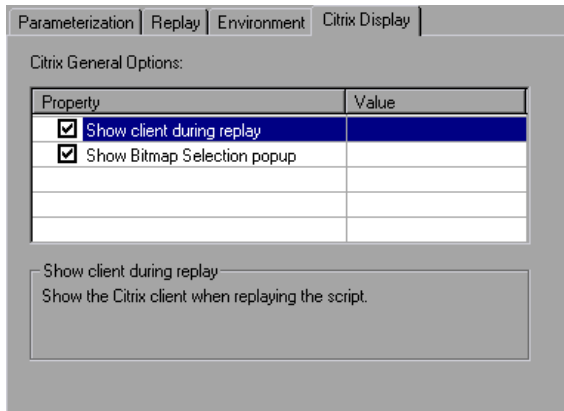 Parameterization Replay Environment Citrix Display
Citrix General Options:
Property Value
Show client during replay
Show Bitmap Selection popup
Show client during replay
Show the Citrix client when replaying the script.